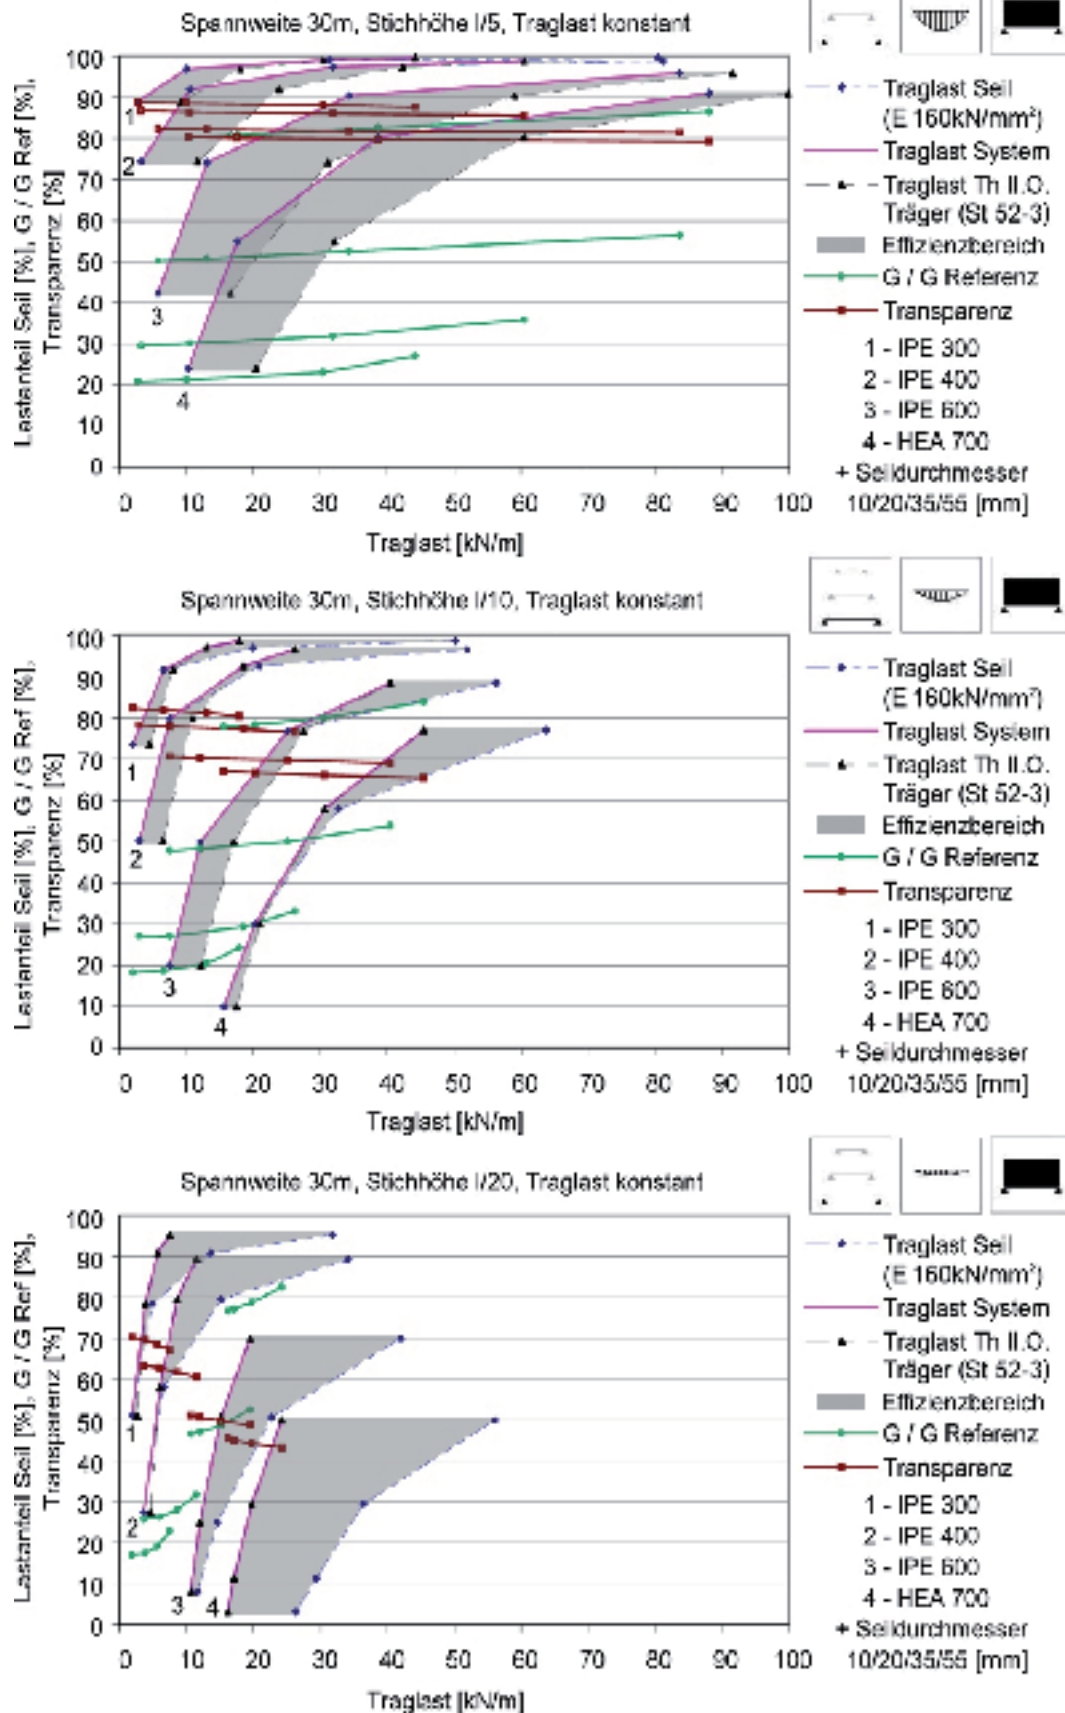 Spannweite 30m, Stichhöhe l/5, Traglast konstant
Lastanteil Seil [%], G / G Ref [%],
Transparenz [%]
100
90
80
70
60
50
40
30
20
10
0
1
2
3
4
0 10 20 30 40 50 60 70 80 90 100
Traglast [kN/m]
Traglast Seil
(E 160kN/mm²)
Traglast System
Traglast Th II.O.
Träger (St 52-3)
Effizienzbereich
G / G Referenz
Transparenz
1 - IPE 300
2 - IPE 400
3 - IPE 600
4 - HEA 700
+ Seildurchmesser
10/20/35/55 [mm]
Spannweite 30m, Stichhöhe l/10, Traglast konstant
Lastanteil Seil [%], G / G Ref [%],
Transparenz [%]
100
90
80
70
60
50
40
30
20
10
0
1
2
3
4
0 10 20 30 40 50 60 70 80 90 100
Traglast [kN/m]
Traglast Seil
(E 160kN/mm²)
Traglast System
Traglast Th II.O.
Träger (St 52-3)
Effizienzbereich
G / G Referenz
Transparenz
1 - IPE 300
2 - IPE 400
3 - IPE 600
4 - HEA 700
+ Seildurchmesser
10/20/35/55 [mm]
Spannweite 30m, Stichhöhe l/20, Traglast konstant
Lastanteil Seil [%], G / G Ref [%],
Transparenz [%]
100
90
80
70
60
50
40
30
20
10
0
1
2
3
4
0 10 20 30 40 50 60 70 80 90 100
Traglast [kN/m]
Traglast Seil
(E 160kN/mm²)
Traglast System
Traglast Th II.O.
Träger (St 52-3)
Effizienzbereich
G / G Referenz
Transparenz
1 - IPE 300
2 - IPE 400
3 - IPE 600
4 - HEA 700
+ Seildurchmesser
10/20/35/55 [mm]